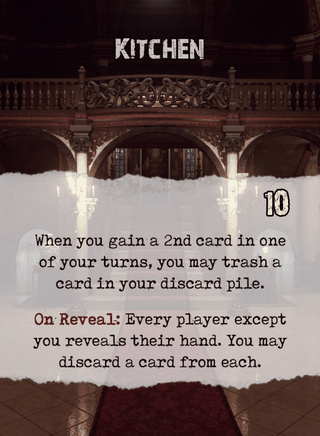 KITCHEN
10
When you gain a 2nd card in one
of your turns, you may trash a
card in your discard pile.
On Reveal: Every player except
you reveals their hand. You may
discard a card from each.